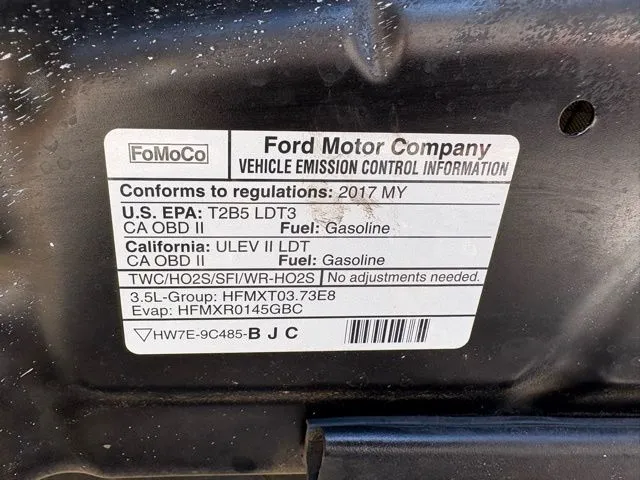 FoMoCo
Ford Motor Company
VEHICLE EMISSION CONTROL INFORMATION
Conforms to regulations: 2017 MY
U.S. EPA: T2B5 LDT3
CA OBD II Fuel: Gasoline
California: ULEV II LDT
CA OBD II Fuel: Gasoline
TWC/HO2S/SFI/WR-HO2S No adjustments needed.
3.5L-Group: HFMXT03.73E8
Evap: HFMXR0145GBC
▽HW7E-9C485-B J C